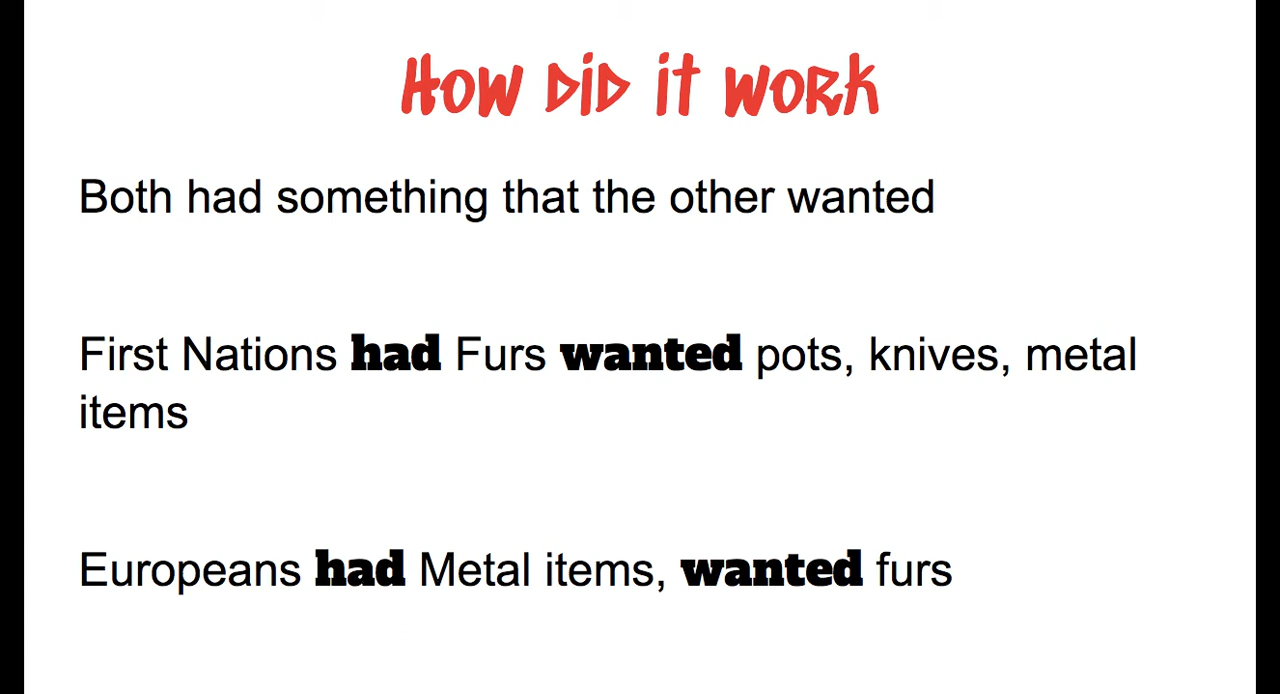 How did it work
Both had something that the other wanted
First Nations had Furs wanted pots, knives, metal
items
Europeans had Metal items, wanted furs